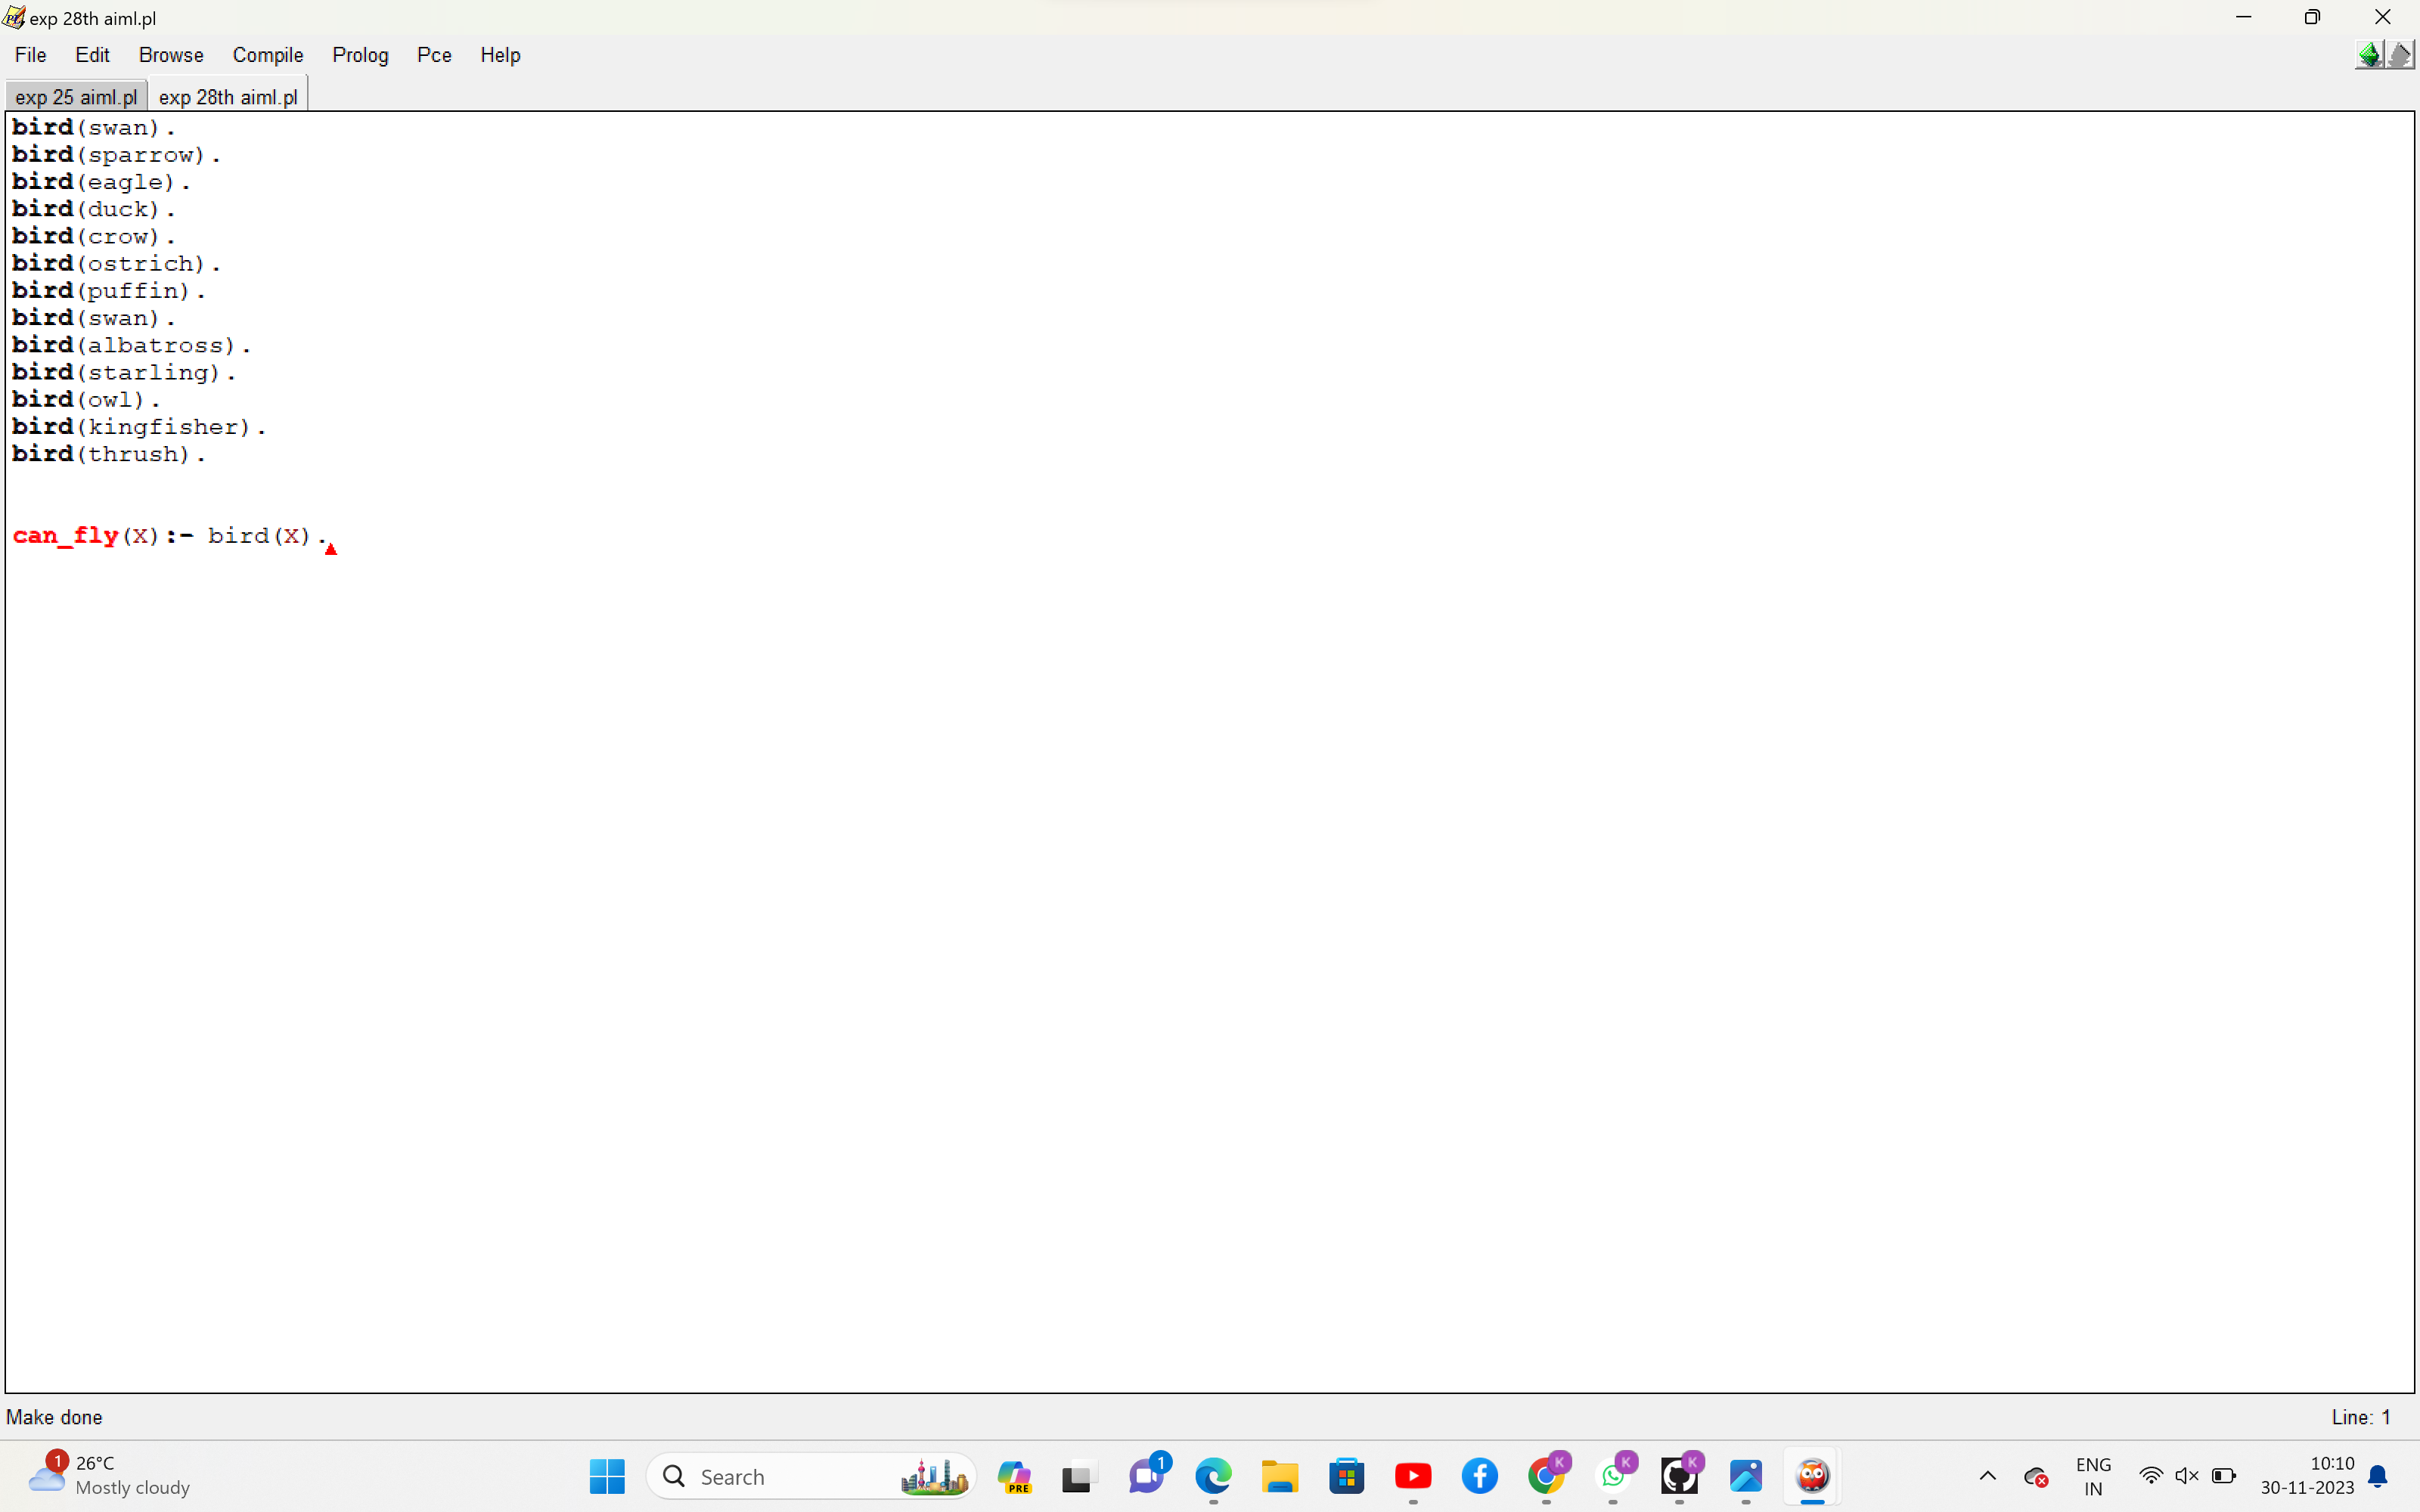 exp 28th aiml.pl
File Edit Browse Compile Prolog Pce Help
exp 25 aiml.pl exp 28th aiml.pl
bird(swan).
bird(sparrow).
bird(eagle).
bird(duck).
bird(crow).
bird(ostrich).
bird(puffin).
bird(swan).
bird(albatross).
bird(starling).
bird(owl).
bird(kingfisher).
bird(thrush).
can_fly(X):- bird(X).
Make done Line: 1
1 26°C
Mostly cloudy
Search
PRE
1
K
K
K
ENG
IN
10:10
30-11-2023